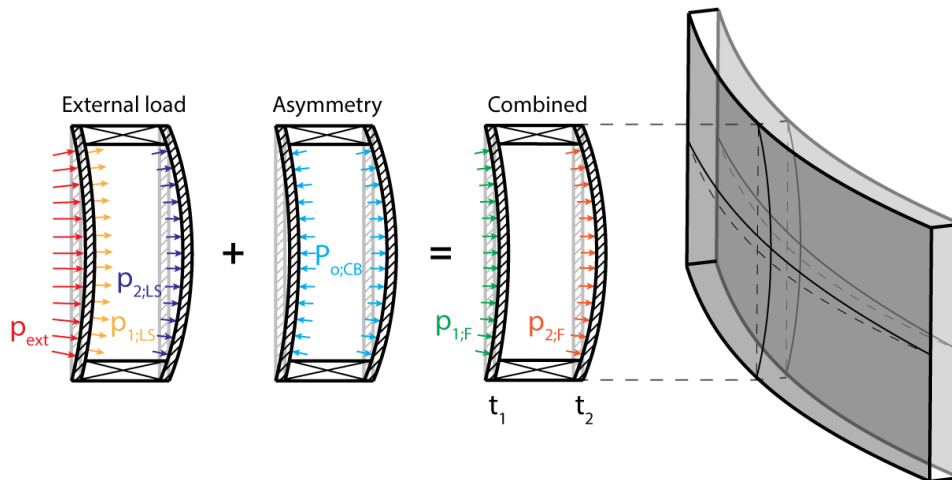 External load
Asymmetry
Combined
+
=
p2;LS
Po;CB
pext
p1;LS
p1;F
p2;F
t1
t2